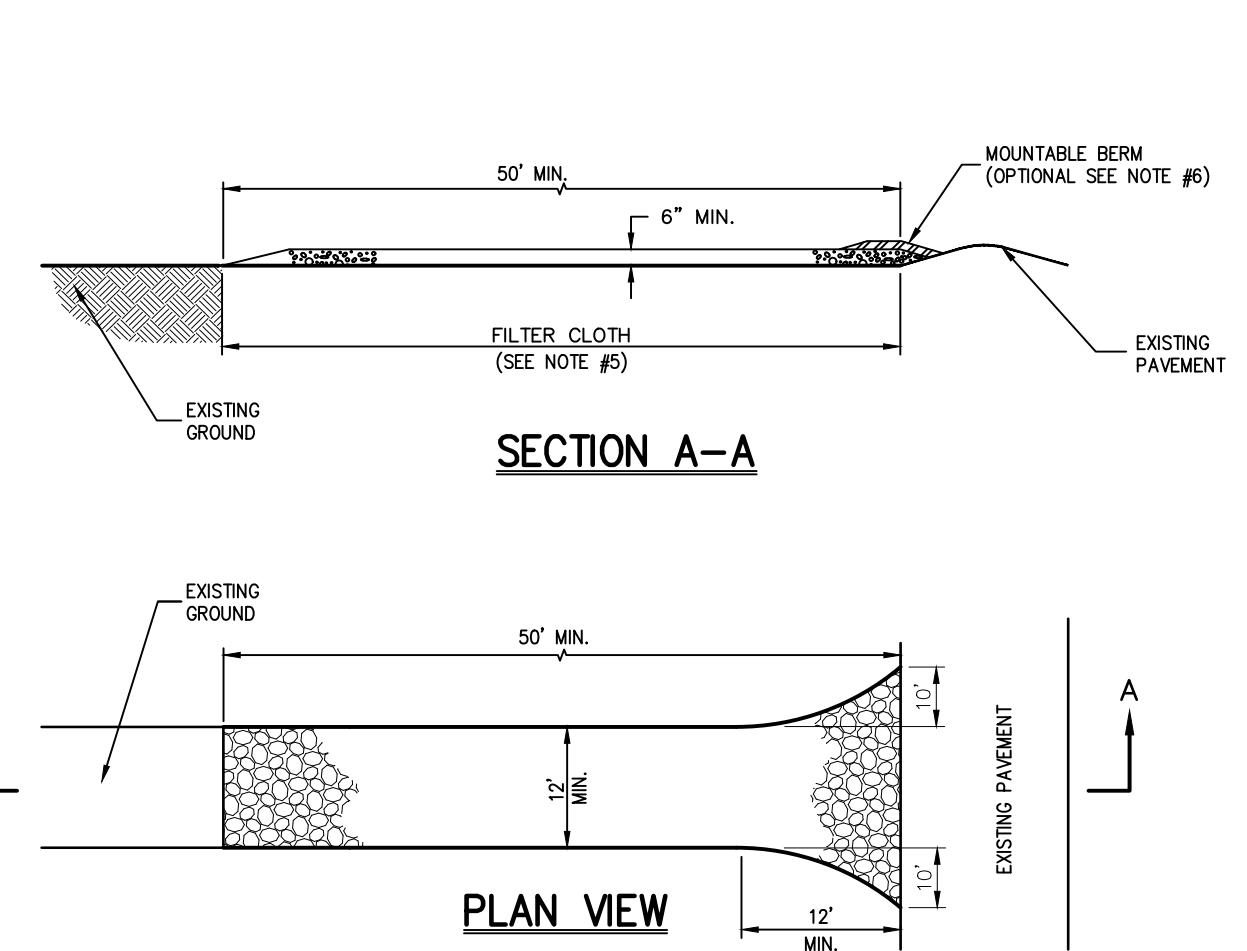 50' MIN.
6" MIN.
MOUNTABLE BERM
(OPTIONAL SEE NOTE #6)
FILTER CLOTH
(SEE NOTE #5)
EXISTING
PAVEMENT
EXISTING
GROUND
SECTION A-A
EXISTING
GROUND
50' MIN.
10'
A
12'
MIN.
EXISTING PAVEMENT
10'
PLAN VIEW
12'
MIN.